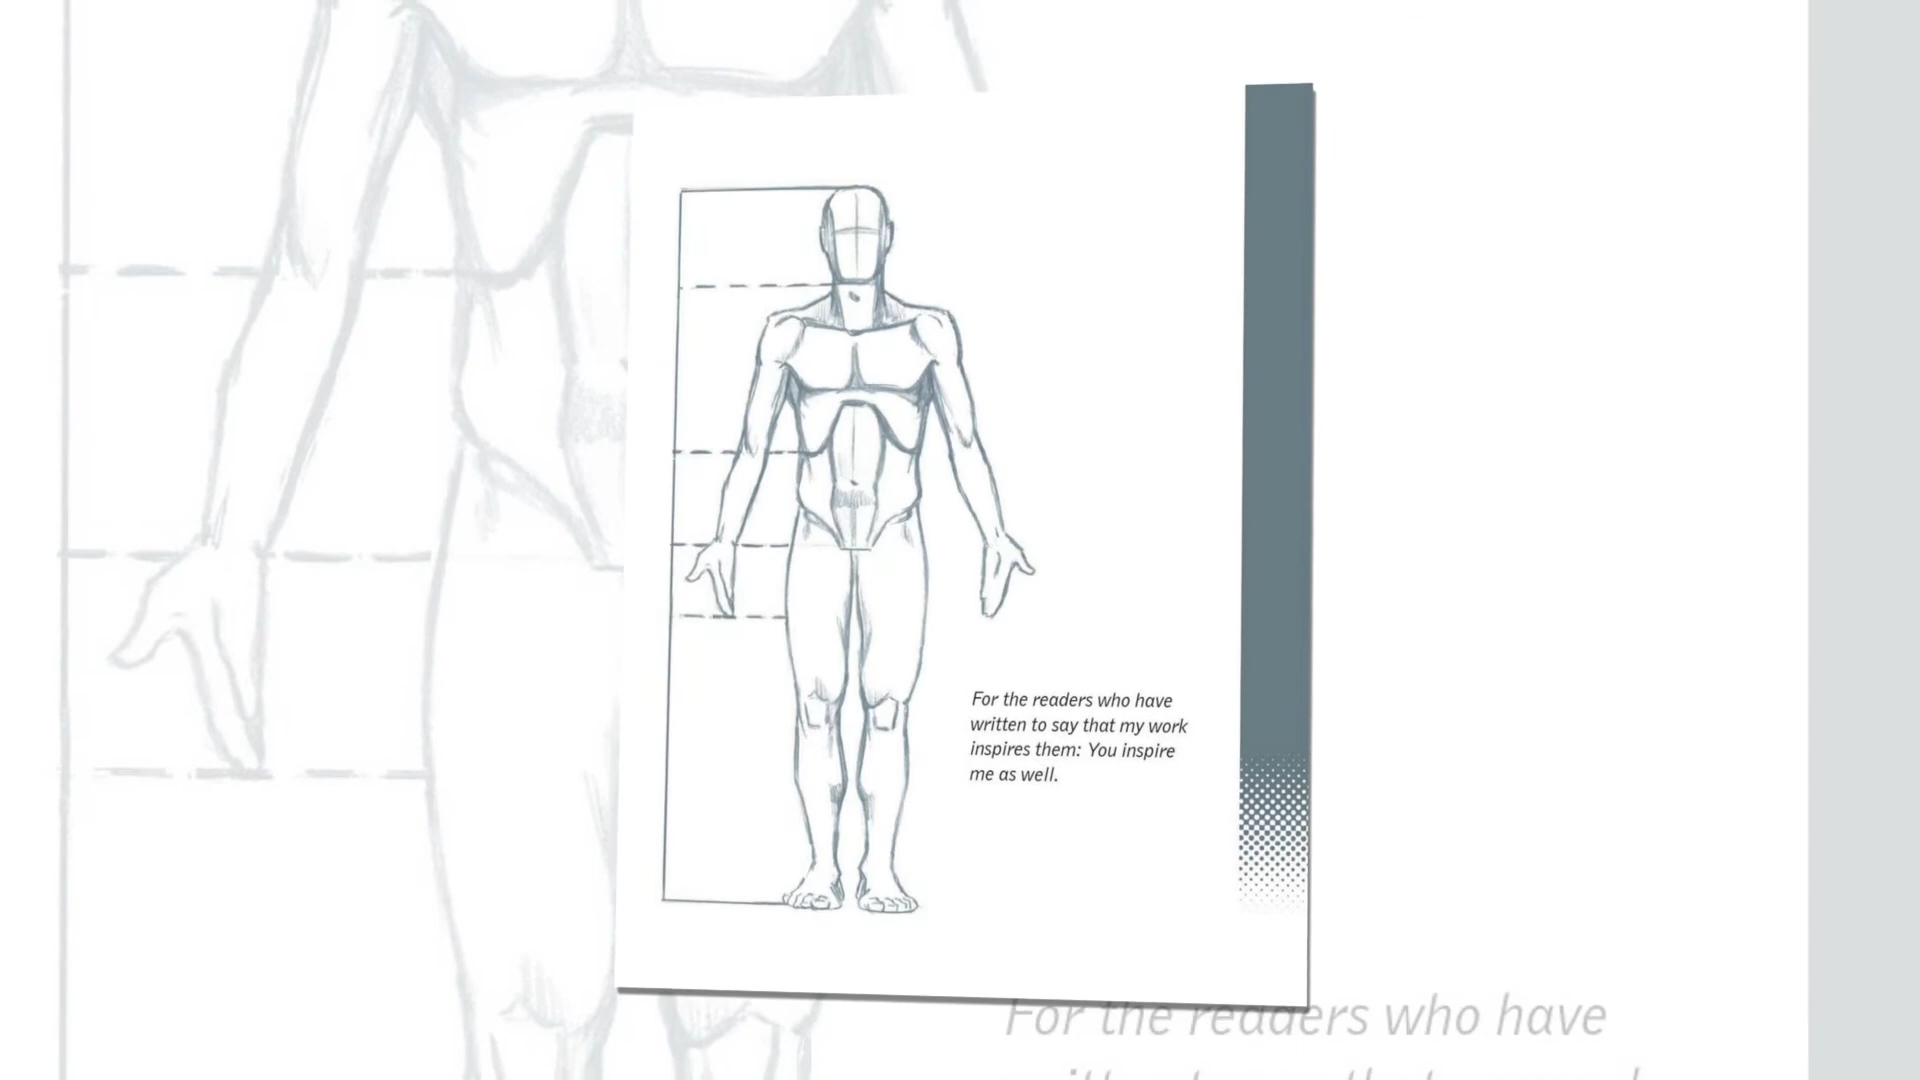 For the readers who have
written to say that my work
inspires them: You inspire
me as well.
For the readers who have